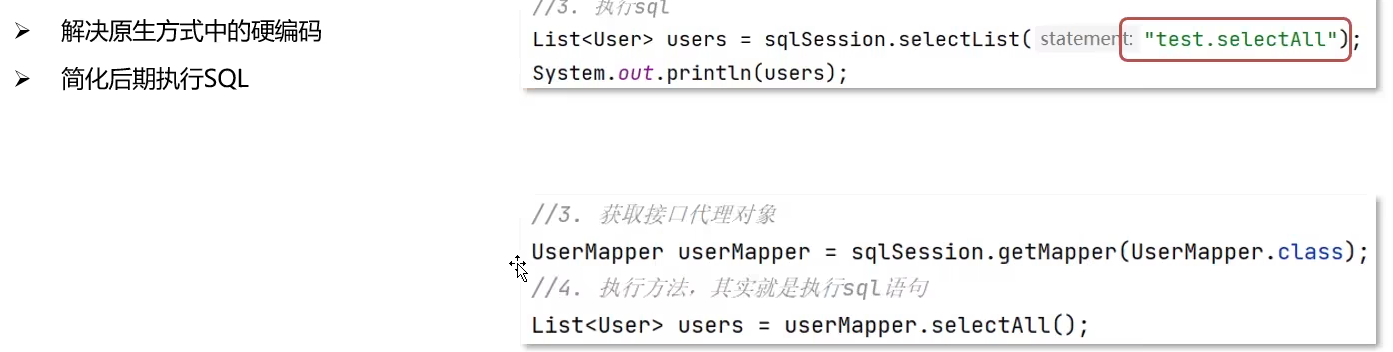 解决原生方式中的硬编码
简化后期执行SQL
//3. 执行sql
List<User> users = sqlSession.selectList( statement: "test.selectAll");
System.out.println(users);
//3. 获取接口代理对象
UserMapper userMapper = sqlSession.getMapper(UserMapper.class);
//4. 执行方法，其实就是执行sql语句
List<User> users = userMapper.selectAll();